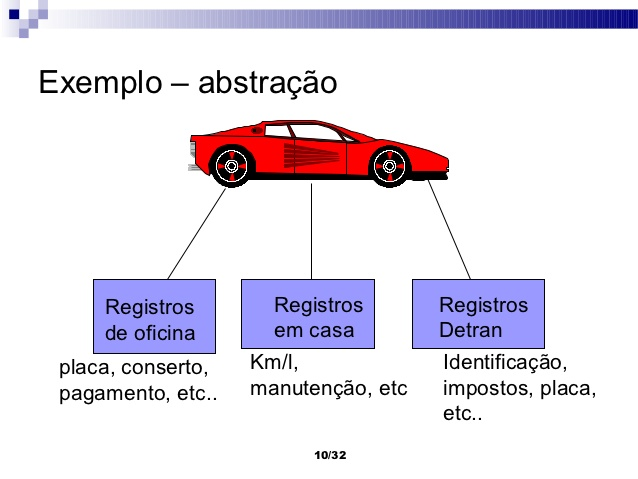 Exemplo – abstração
Registros
de oficina
Registros
em casa
Registros
Detran
placa, conserto,
pagamento, etc..
Km/l,
manutenção, etc
Identificação,
impostos, placa,
etc..
10/32